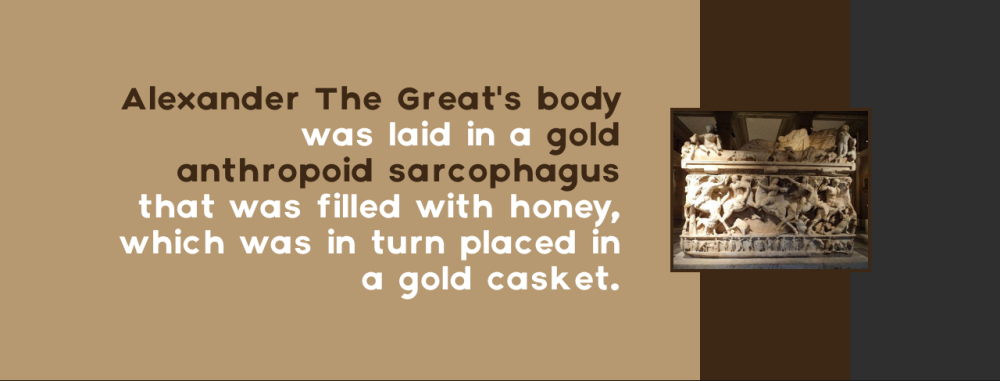 Alexander The Great's body
was laid in a gold
anthropoid sarcophagus
that was filled with honey,
which was in turn placed in
a gold casket.